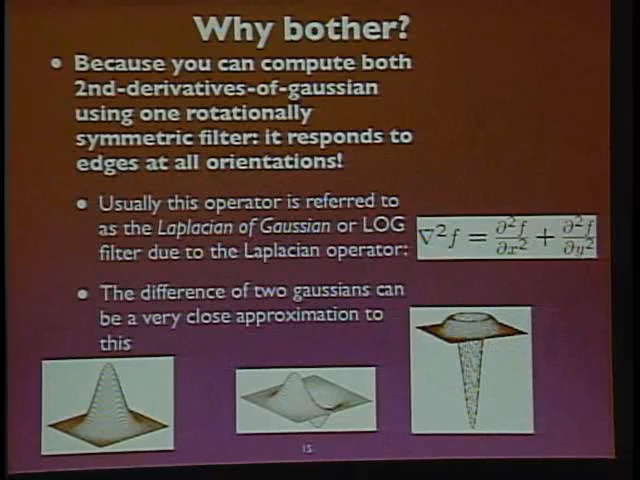 Why bother?
• Because you can compute both
2nd-derivatives-of-gaussian
using one rotationally
symmetric filter: it responds to
edges at all orientations!
• Usually this operator is referred to
as the Laplacian of Gaussian or LOG
filter due to the Laplacian operator:
∇²f = ∂²f/∂x² + ∂²f/∂y²
• The difference of two gaussians can
be a very close approximation to
this
15